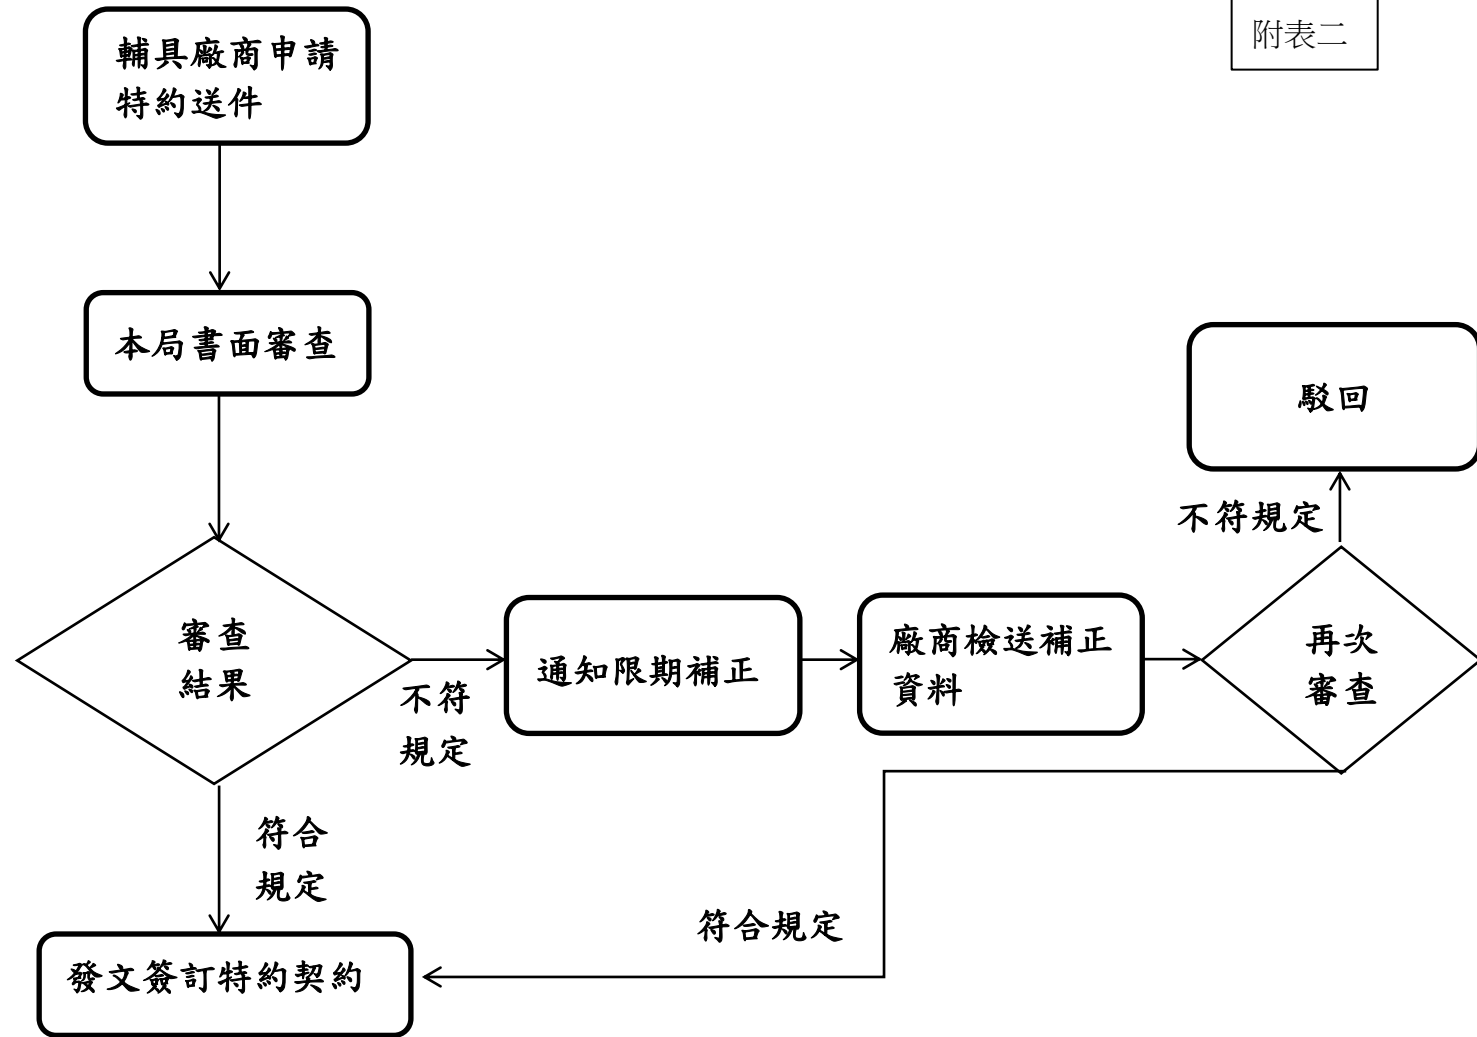 附表二
輔具廠商申請
特約送件
本局書面審查
審查
結果
不符
規定
通知限期補正
廠商檢送補正
資料
再次
審查
不符規定
駁回
符合
規定
符合規定
發文簽訂特約契約